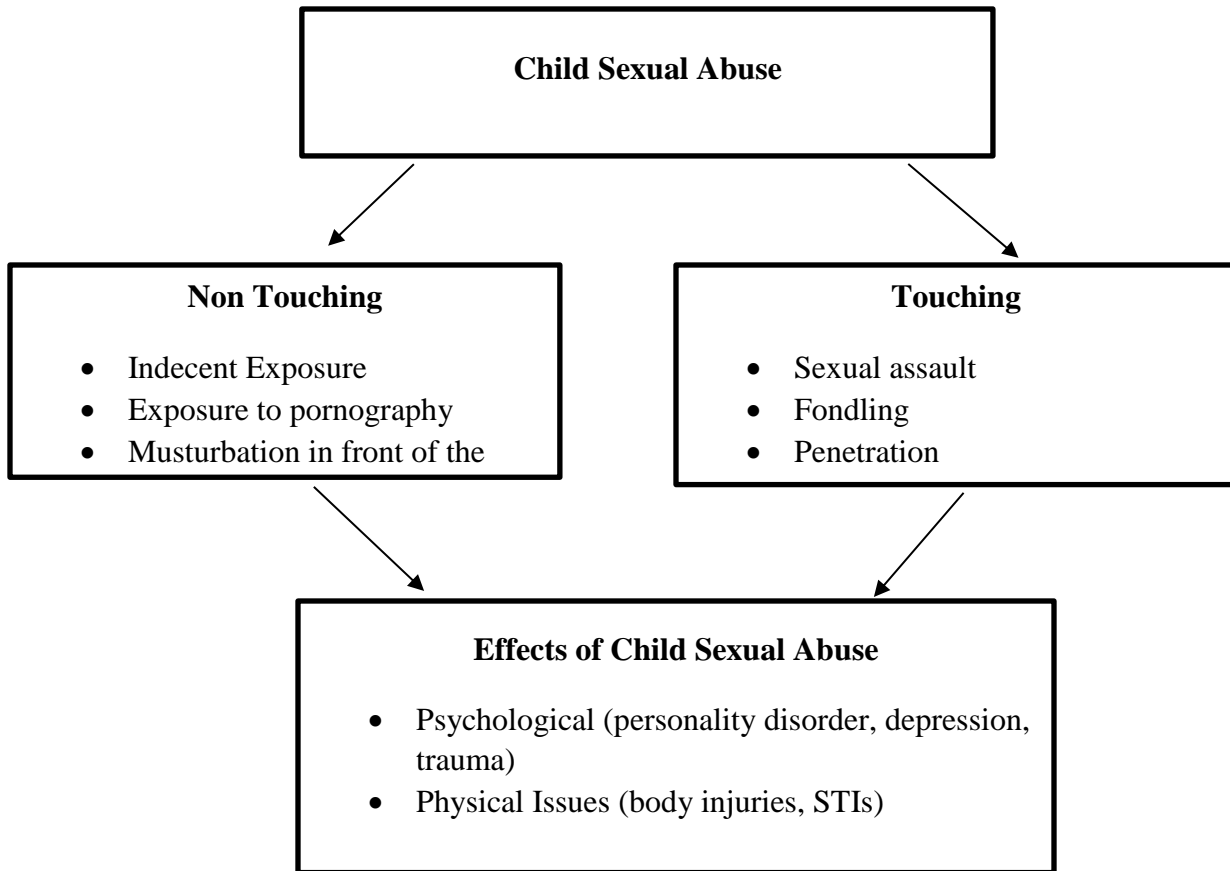 Child Sexual Abuse
Non Touching
• Indecent Exposure
• Exposure to pornography
• Musturbation in front of the
Touching
• Sexual assault
• Fondling
• Penetration
Effects of Child Sexual Abuse
• Psychological (personality disorder, depression,
trauma)
• Physical Issues (body injuries, STIs)